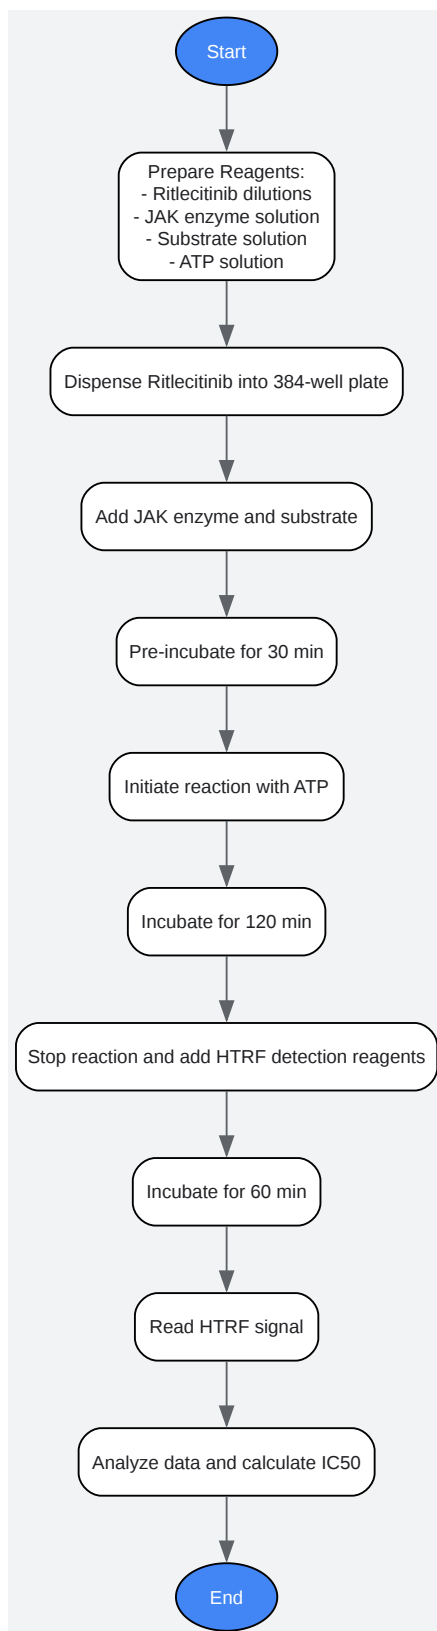 Start
Prepare Reagents:
- Ritlecitinib dilutions
- JAK enzyme solution
- Substrate solution
- ATP solution
Dispense Ritlecitinib into 384-well plate
Add JAK enzyme and substrate
Pre-incubate for 30 min
Initiate reaction with ATP
Incubate for 120 min
Stop reaction and add HTRF detection reagents
Incubate for 60 min
Read HTRF signal
Analyze data and calculate IC50
End